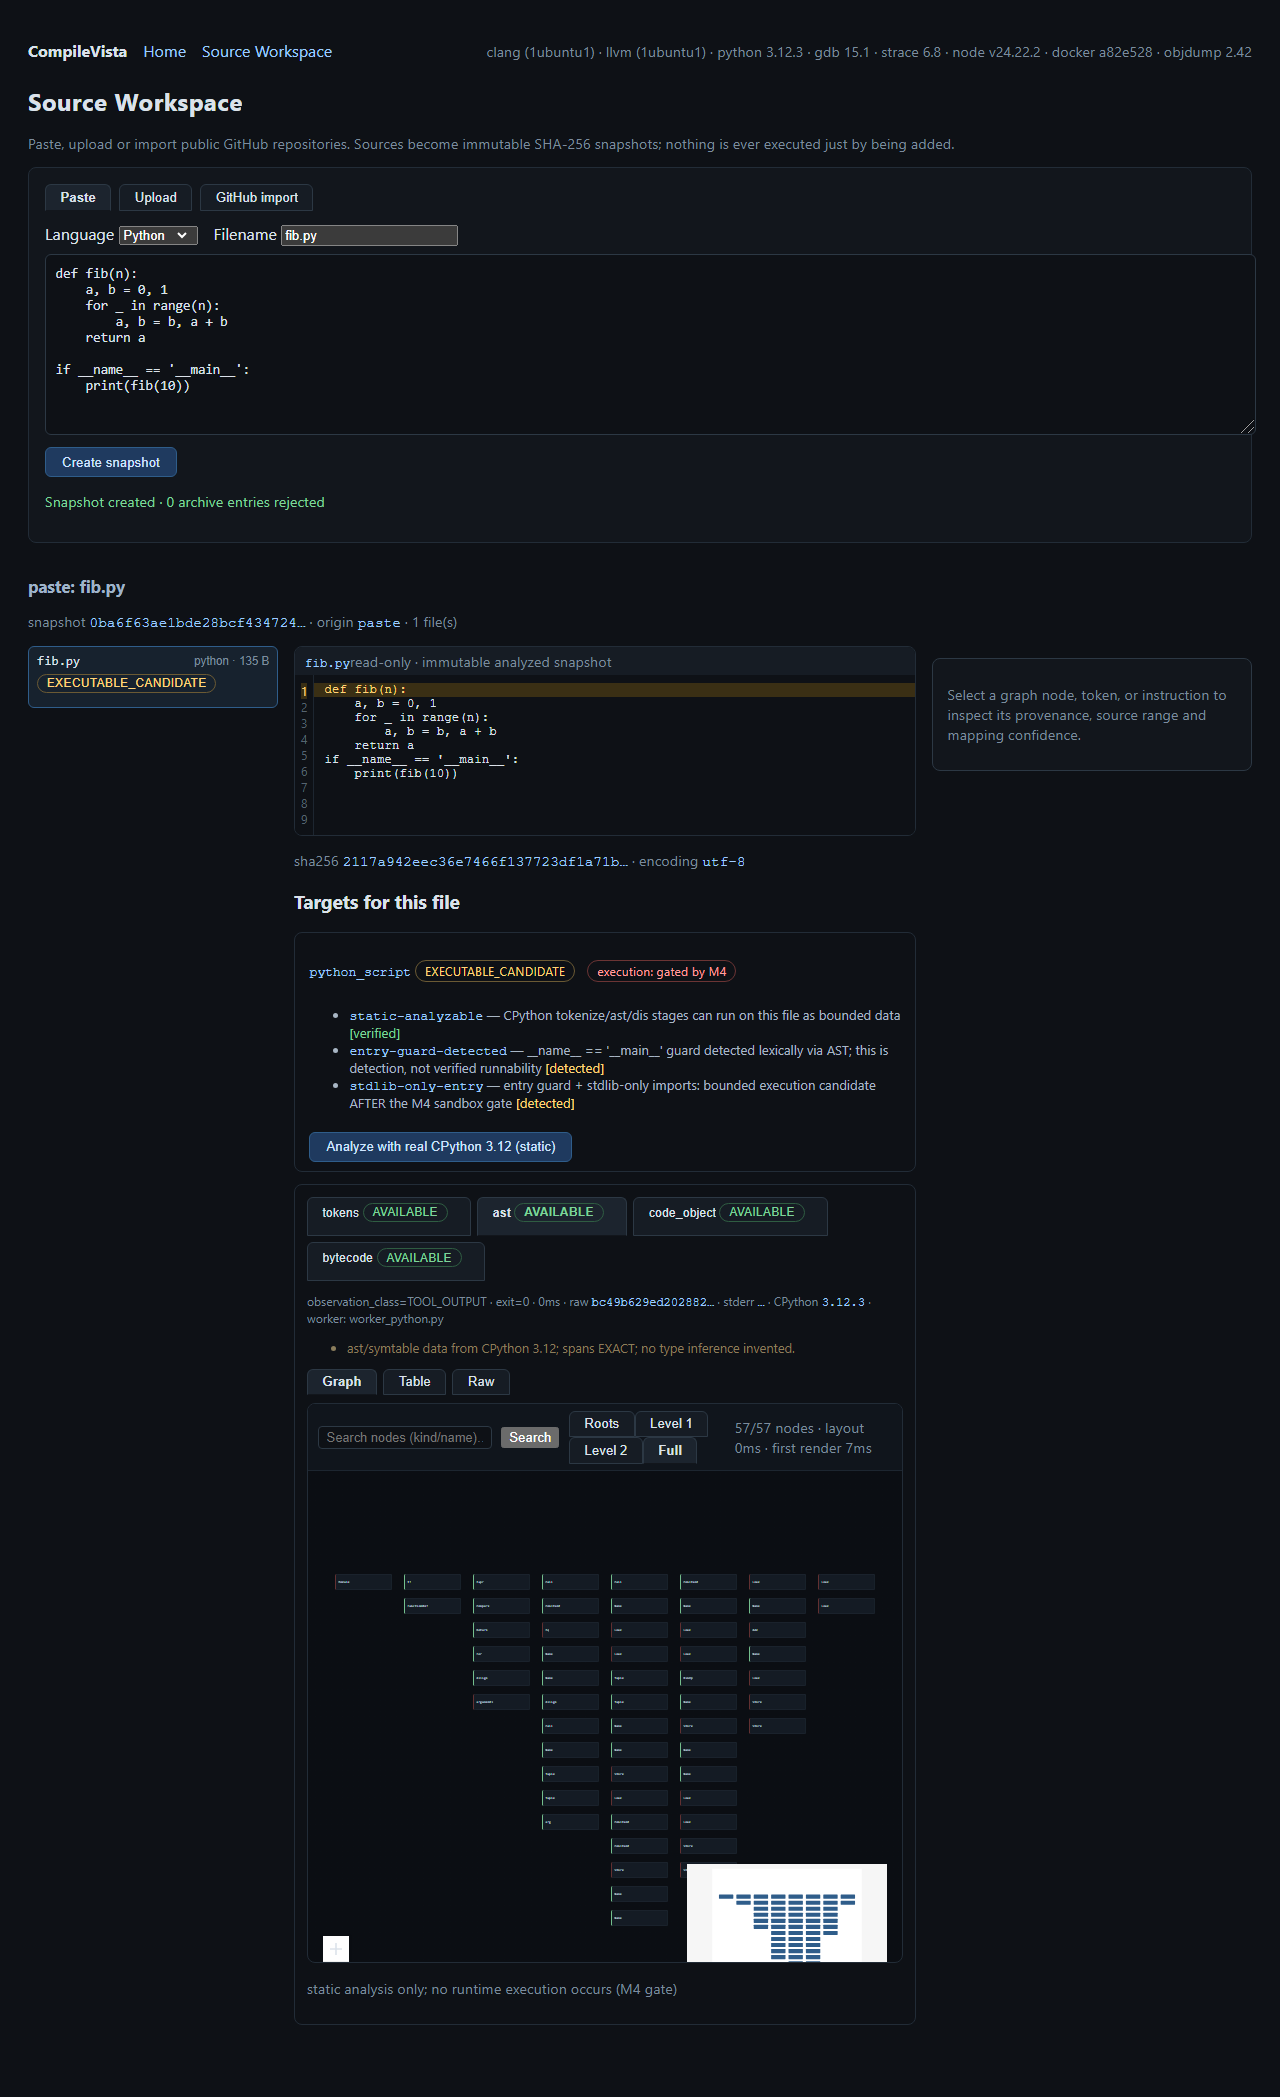 CompileVista Home Source Workspace clang (1ubuntu1) · llvm (1ubuntu1) · python 3.12.3 · gdb 15.1 · strace 6.8 · node v24.22.2 · docker a82e528 · objdump 2.42
Source Workspace
Paste, upload or import public GitHub repositories. Sources become immutable SHA-256 snapshots; nothing is ever executed just by being added.
Paste Upload GitHub import
Language Python Filename fib.py
def fib(n):
    a, b = 0, 1
    for _ in range(n):
        a, b = b, a + b
    return a
if __name__ == '__main__':
    print(fib(10))
Create snapshot
Snapshot created · 0 archive entries rejected
paste: fib.py
snapshot 0ba6f63ae1bde28bcf434724… · origin paste · 1 file(s)
fib.py python · 135 B
EXECUTABLE_CANDIDATE
fib.pyread-only · immutable analyzed snapshot
1 def fib(n):
2     a, b = 0, 1
3     for _ in range(n):
4         a, b = b, a + b
5     return a
6 if __name__ == '__main__':
7     print(fib(10))
8
9
Select a graph node, token, or instruction to
inspect its provenance, source range and
mapping confidence.
sha256 2117a942eec36e7466f137723df1a71b… · encoding utf-8
Targets for this file
python_script EXECUTABLE_CANDIDATE execution: gated by M4
• static-analyzable — CPython tokenize/ast/dis stages can run on this file as bounded data
[verified]
• entry-guard-detected — __name__ == '__main__' guard detected lexically via AST; this is
detection, not verified runnability [detected]
• stdlib-only-entry — entry guard + stdlib-only imports: bounded execution candidate
AFTER the M4 sandbox gate [detected]
Analyze with real CPython 3.12 (static)
tokens AVAILABLE ast AVAILABLE code_object AVAILABLE
bytecode AVAILABLE
observation_class=TOOL_OUTPUT · exit=0 · 0ms · raw bc49b629ed202882… · stderr … · CPython 3.12.3 ·
worker: worker_python.py
• ast/symtable data from CPython 3.12; spans EXACT; no type inference invented.
Graph Table Raw
Search nodes (kind/name). Search Roots Level 1
Level 2 Full
57/57 nodes · layout
0ms · first render 7ms
+
static analysis only; no runtime execution occurs (M4 gate)